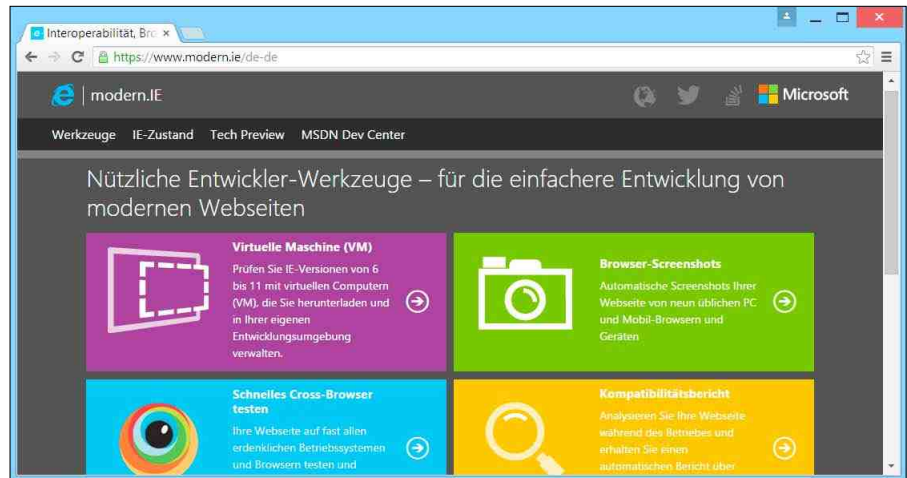 Interoperabilität, Bro
https://www.modern.ie/de-de
modern.IE
Microsoft
Werkzeuge IE-Zustand Tech Preview MSDN Dev Center
Nützliche Entwickler-Werkzeuge – für die einfachere Entwicklung von
modernen Webseiten
Virtuelle Maschine (VM)
Prüfen Sie IE-Versionen von 6
bis 11 mit virtuellen Computern
(VM), die Sie herunterladen und
in Ihrer eigenen
Entwicklungsumgebung
verwalten.
Browser-Screenshots
Automatische Screenshots Ihrer
Webseite von neun üblichen PC
und Mobil-Browsern und
Geräten
Schnelles Cross-Browser
testen
Ihre Webseite auf fast allen
erdenklichen Betriebssystemen
und Browsern testen und
Kompatibilitätsbericht
Analysieren Sie Ihre Webseite
während des Betriebes und
erhalten Sie einen
automatischen Bericht über